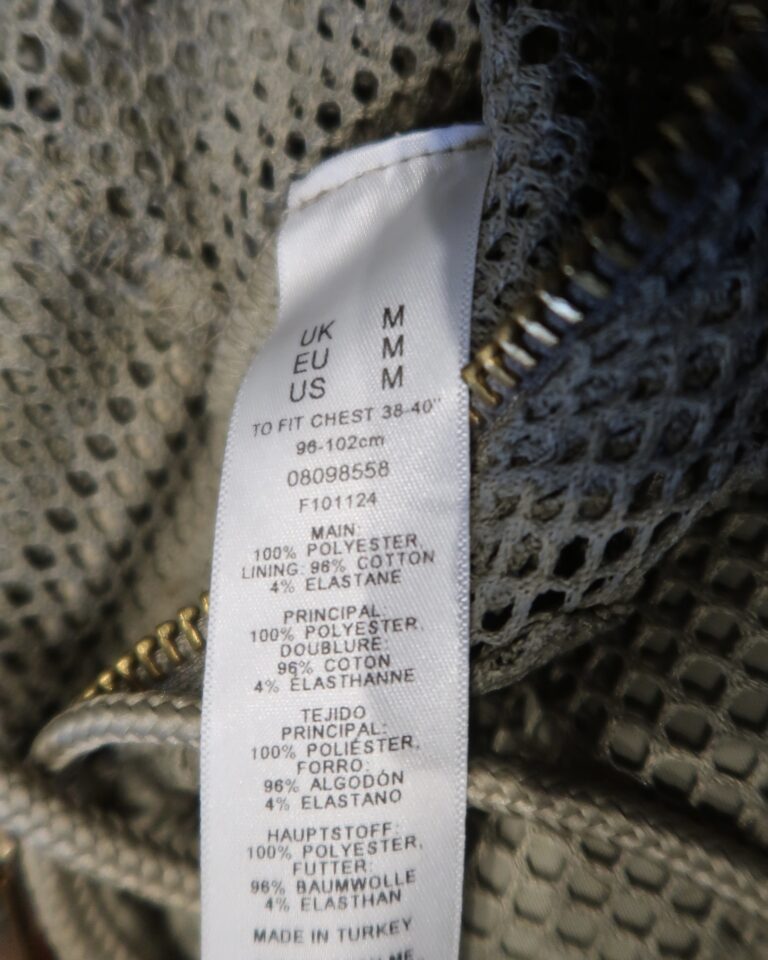 UK M
EU M
US M
TO FIT CHEST 38-40"
96-102cm
08098558
F101124
MAIN:
100% POLYESTER,
LINING: 96% COTTON
4% ELASTANE
PRINCIPAL:
100% POLYESTER,
DOUBLURE:
96% COTON
4% ÉLASTHANNE
TEJIDO
PRINCIPAL:
100% POLIÉSTER,
FORRO:
96% ALGODÓN
4% ELASTANO
HAUPTSTOFF:
100% POLYESTER,
FUTTER:
96% BAUMWOLLE
4% ELASTHAN
MADE IN TURKEY